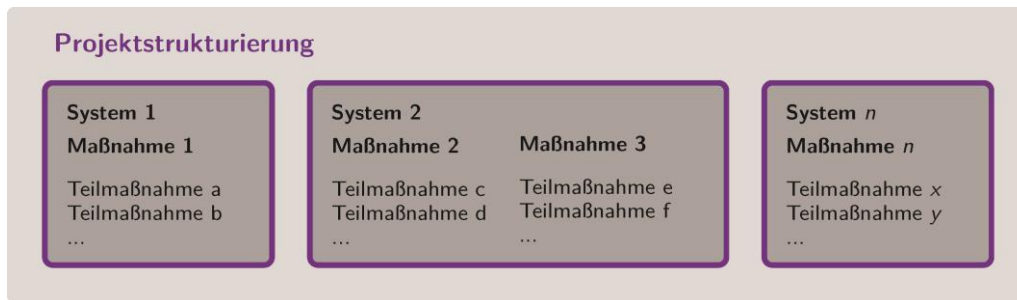 Projektstrukturierung
System 1
Maßnahme 1
Teilmaßnahme a
Teilmaßnahme b
...
System 2
Maßnahme 2
Teilmaßnahme c
Teilmaßnahme d
...
Maßnahme 3
Teilmaßnahme e
Teilmaßnahme f
...
System n
Maßnahme n
Teilmaßnahme x
Teilmaßnahme y
...